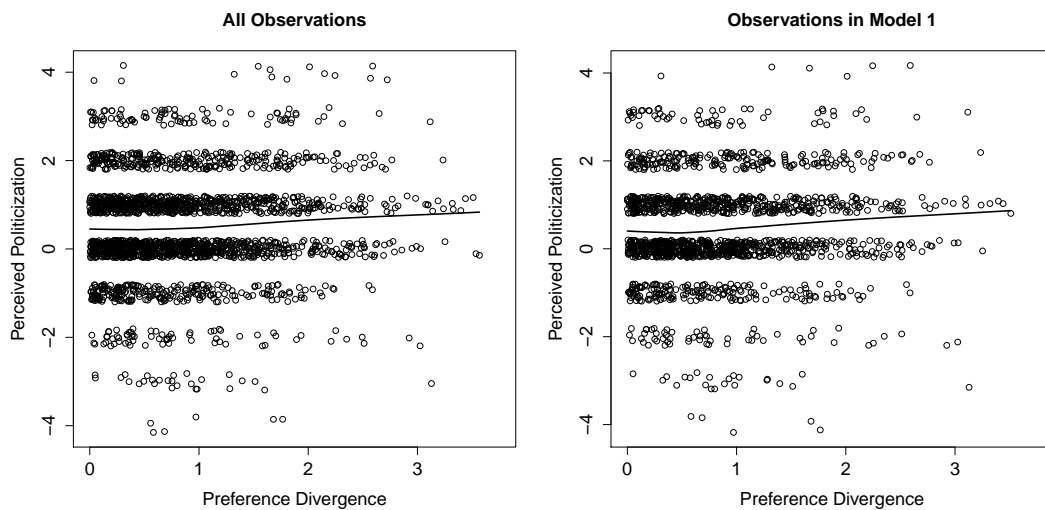 All Observations
4
2
0
−2
−4
Perceived Politicization
0 1 2 3
Preference Divergence
Observations in Model 1
4
2
0
−2
−4
Perceived Politicization
0 1 2 3
Preference Divergence